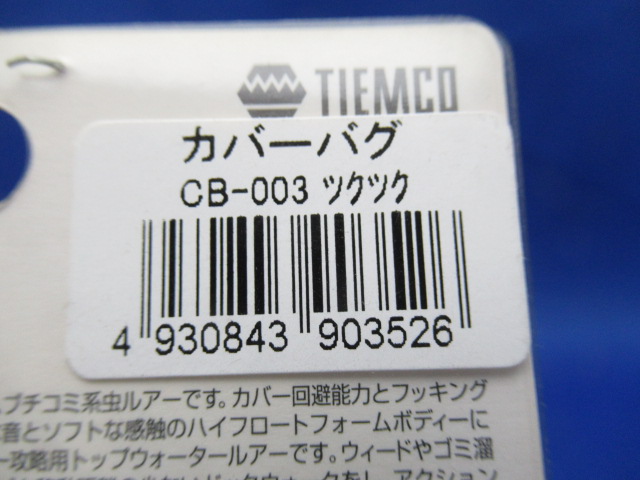 TIEMCO
カバーバグ
CB-003 ツクツク
4 930843 903526
プチコミ系虫ルアーです。カバー回避能力とフッキング
音とソフトな感触のハイフロートフォームボディーに
攻略用トップウォータールアーです。ウィードやゴミ溜